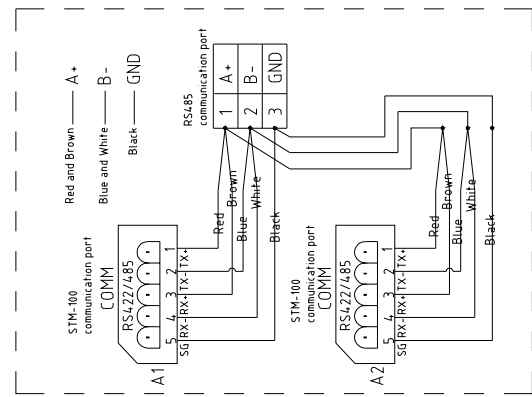 Red and Brown A+
Blue and White B-
Black GND
RS485
communication port
1 A+
2 B-
3 GND
STM-100
communication port
COMM
RS422/485
1 TX+
2 TX-
3 RX+
4 RX-
5 SG
A1
Red
Brown
Blue
White
Black
STM-100
communication port
COMM
RS422/485
1 TX+
2 TX-
3 RX+
4 RX-
5 SG
A2
Red
Brown
Blue
White
Black